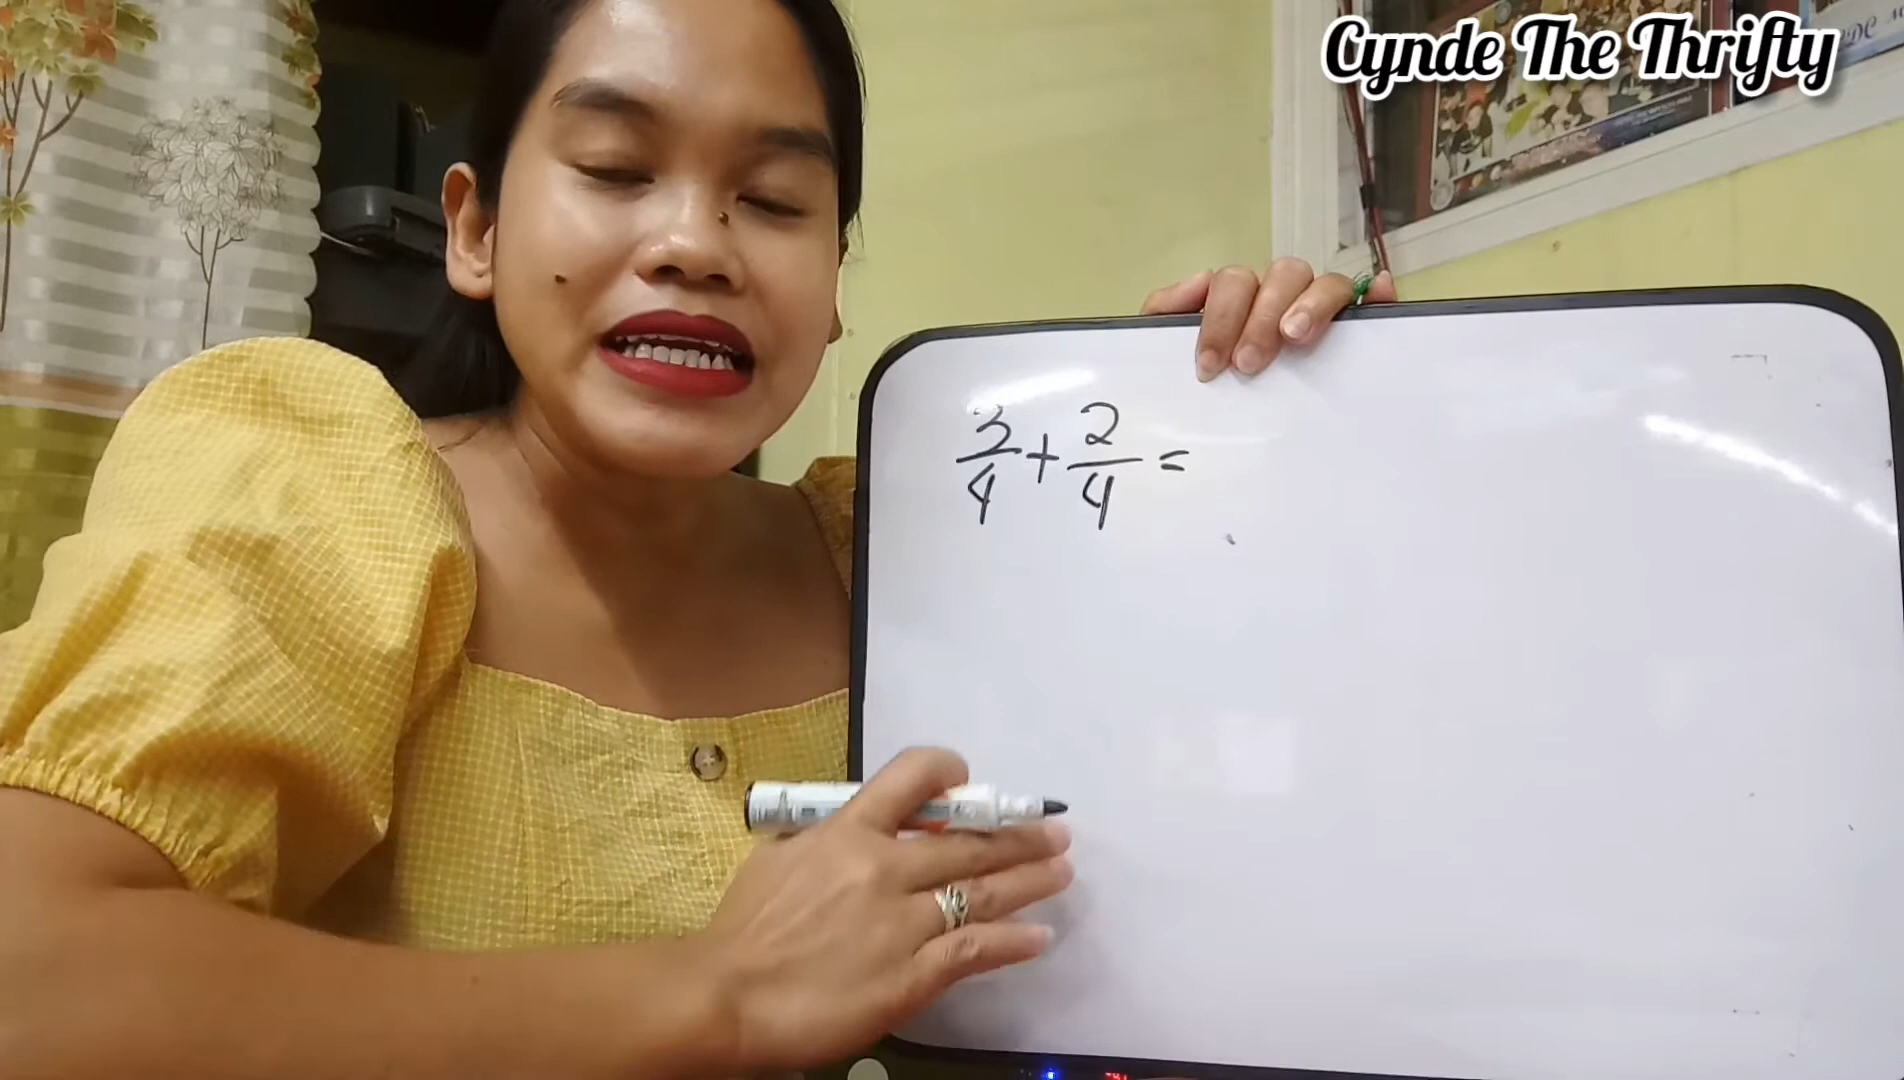 Cynde The Thrifty
3/4 + 2/4 =